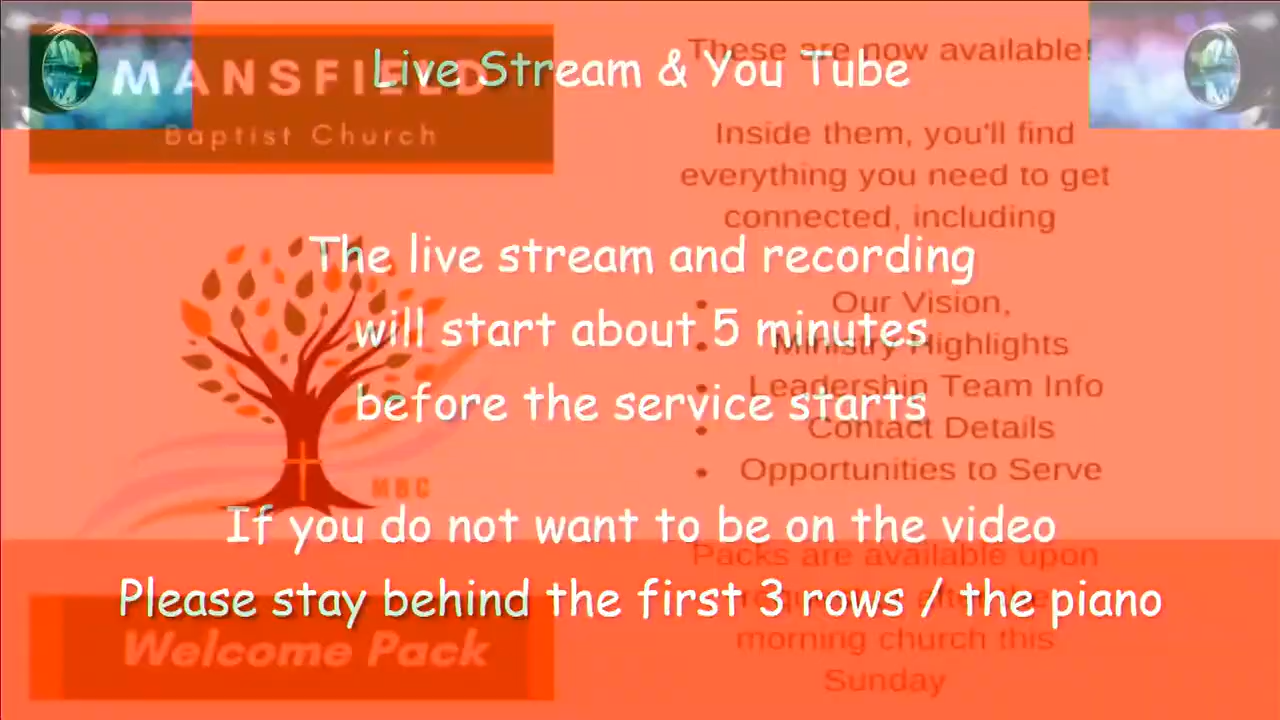 Live Stream & You Tube
The live stream and recording
will start about 5 minutes
before the service starts
If you do not want to be on the video
Please stay behind the first 3 rows / the piano
MANSFIELD
Baptist Church
MBC
Welcome Pack
These are now available!
Inside them, you'll find
everything you need to get
connected, including
• Our Vision,
• Ministry Highlights
• Leadership Team Info
• Contact Details
• Opportunities to Serve
Packs are available upon
morning church this
Sunday